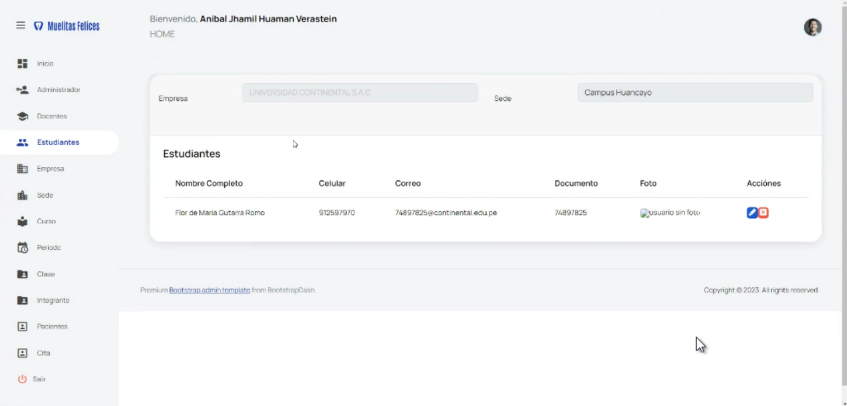 Muelitas Felices
Bienvenido, Anibal Jhamil Huaman Verastein
HOME
Inicio
Administrador
Docentes
Estudiantes
Empresa
Sede
Curso
Periodo
Clase
Integrante
Pacientes
Cita
Salir
Empresa UNIVERSIDAD CONTINENTAL S.A.C Sede Campus Huancayo
Estudiantes
Nombre Completo Celular Correo Documento Foto Acciónes
Flor de Maria Gutarra Romo 912597970 74897825@continental.edu.pe 74897825 usuario sin foto
Premium Bootstrap admin template from BootstrapDash.
Copyright © 2023. All rights reserved.